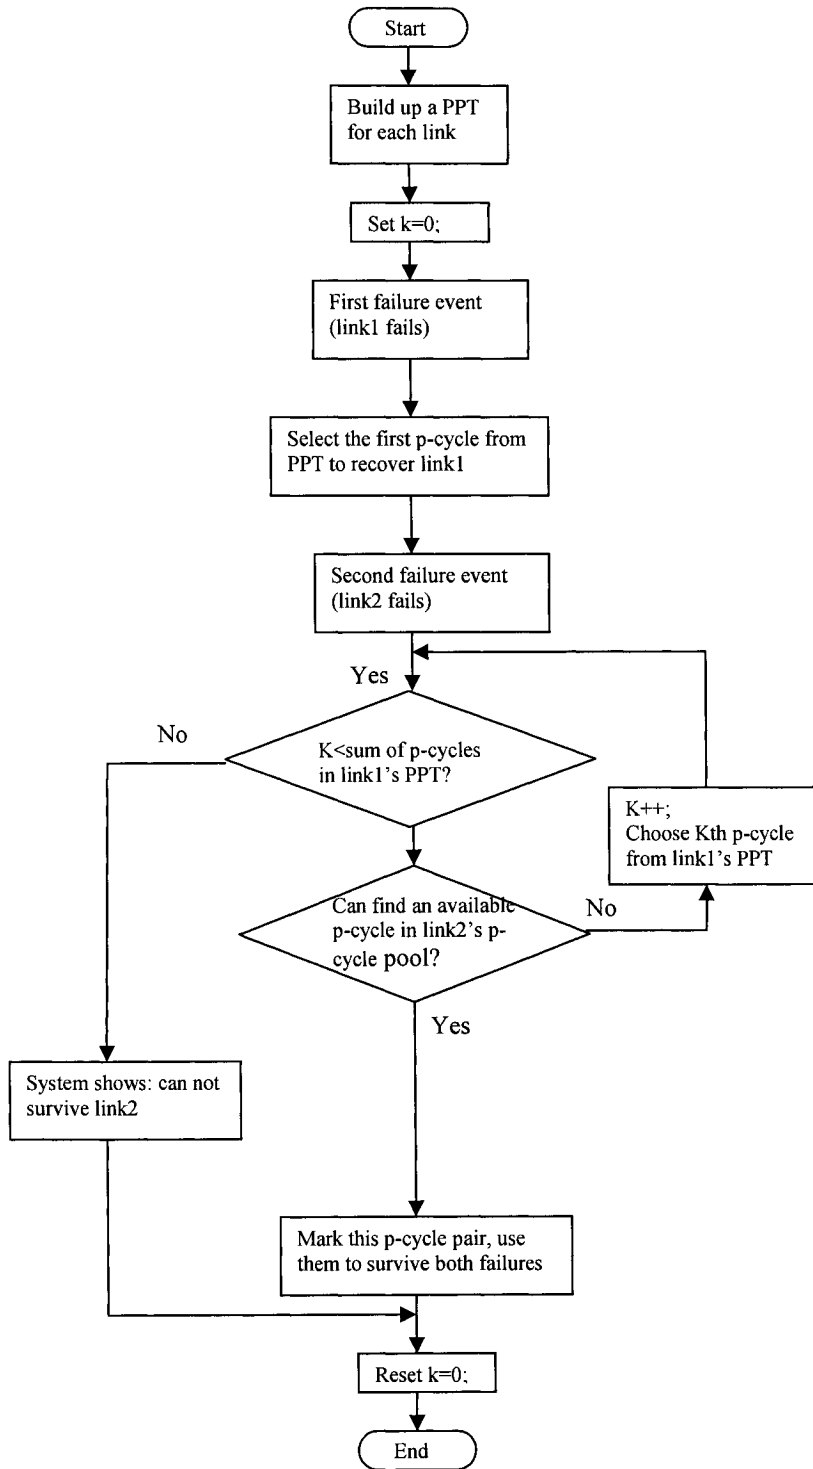 Start
Build up a PPT
for each link
Set k=0;
First failure event
(link1 fails)
Select the first p-cycle from
PPT to recover link1
Second failure event
(link2 fails)
Yes
No
K<sum of p-cycles
in link1's PPT?
K++;
Choose Kth p-cycle
from link1's PPT
Can find an available
p-cycle in link2's p-
cycle pool?
No
Yes
System shows: can not
survive link2
Mark this p-cycle pair, use
them to survive both failures
Reset k=0;
End